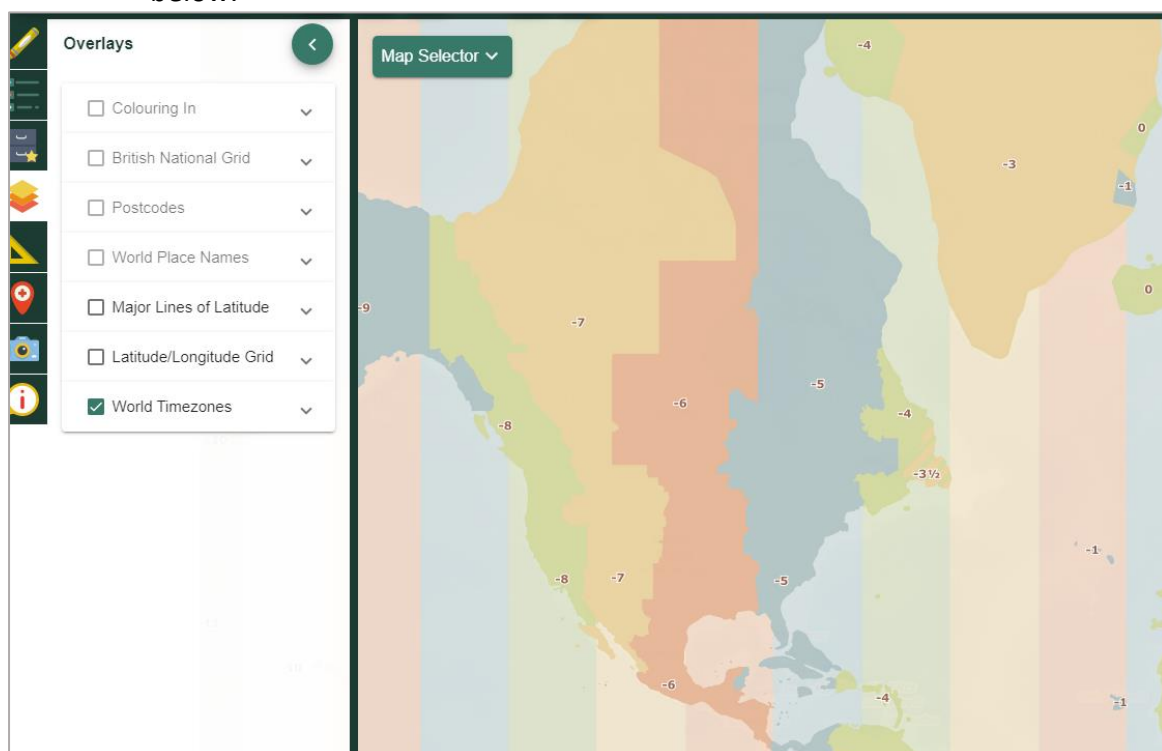 Overlays
Map Selector
Colouring In
British National Grid
Postcodes
World Place Names
Major Lines of Latitude
Latitude/Longitude Grid
World Timezones
-4
0
-3
-1
0
-9
-7
-5
-6
-4
-8
-3½
-1
-8
-7
-5
-6
-4
-1